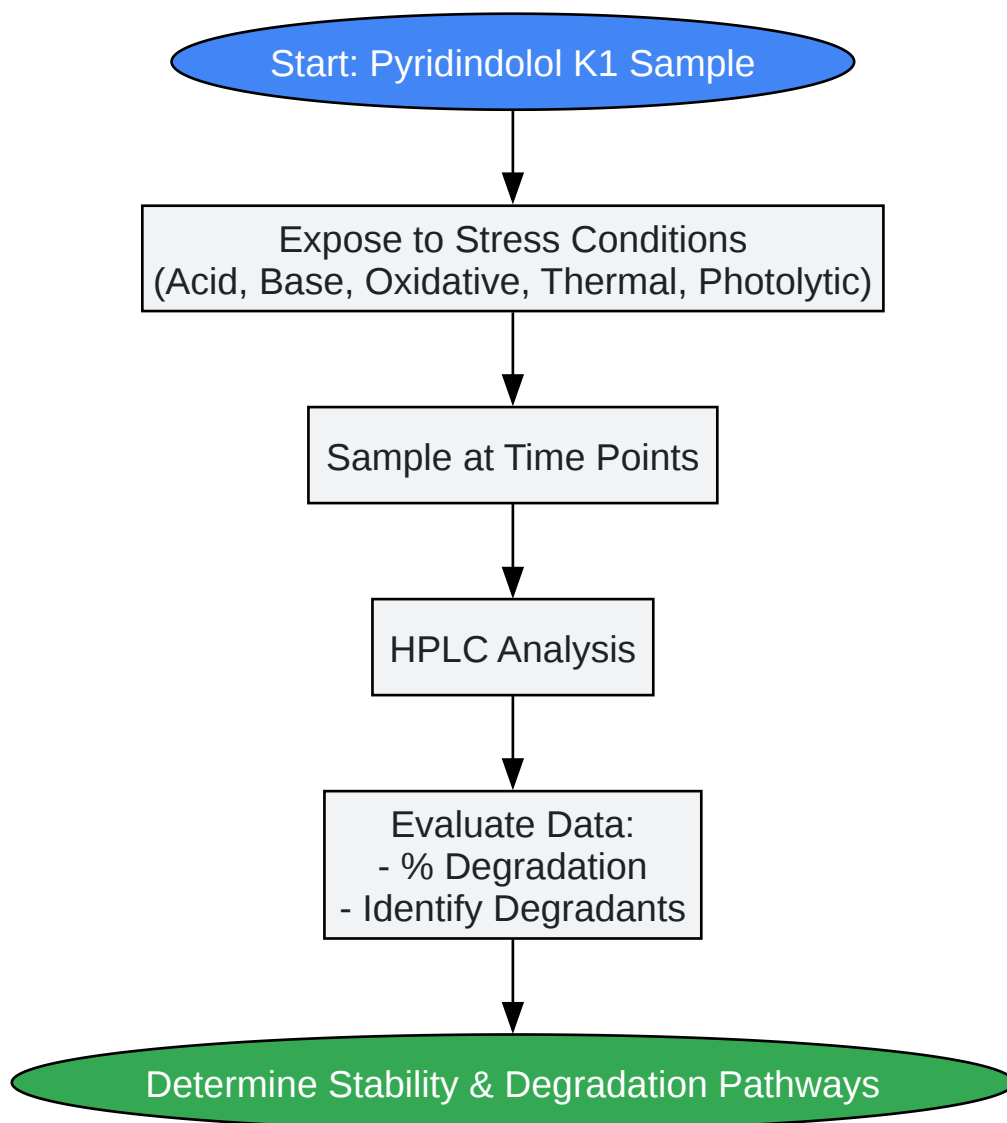 Start: Pyridindolol K1 Sample
Expose to Stress Conditions
(Acid, Base, Oxidative, Thermal, Photolytic)
Sample at Time Points
HPLC Analysis
Evaluate Data:
- % Degradation
- Identify Degradants
Determine Stability & Degradation Pathways